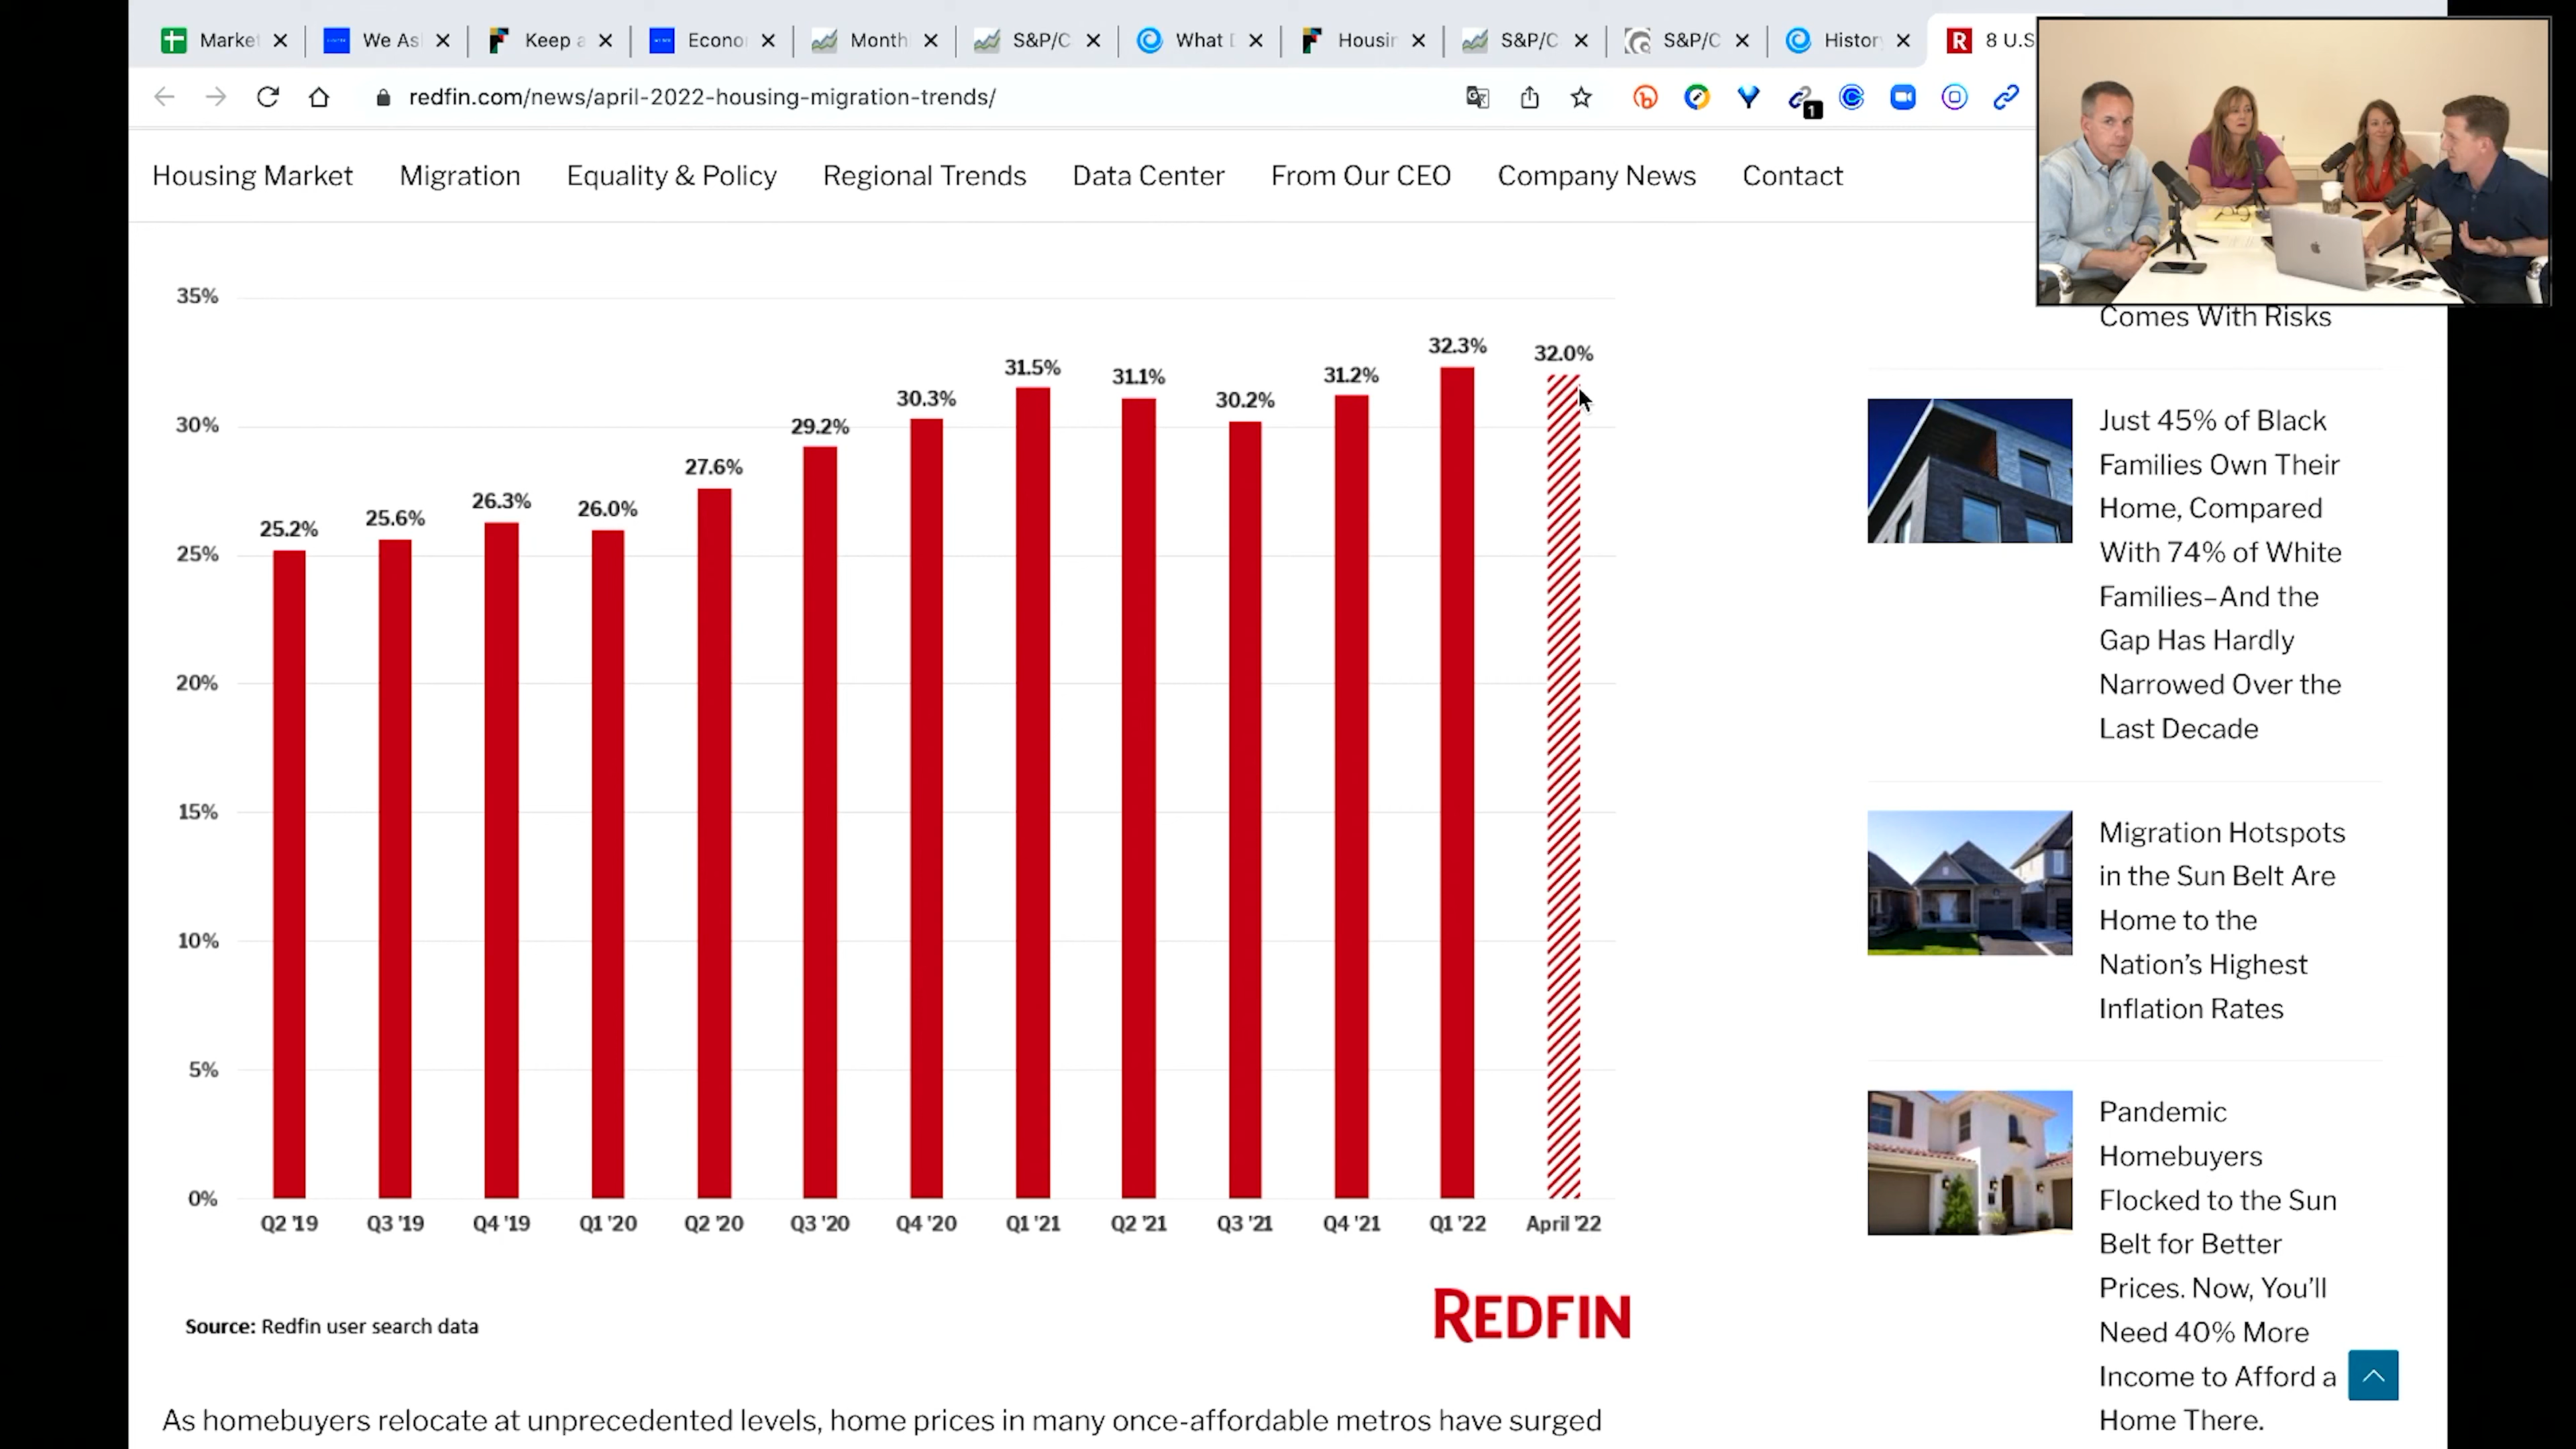 Market
We As
Keep a
Econo
Month
S&P/C
What D
Housin
S&P/C
S&P/C
History
8 U.S
redfin.com/news/april-2022-housing-migration-trends/
1
Housing Market
Migration
Equality & Policy
Regional Trends
Data Center
From Our CEO
Company News
Contact
35%
30%
25%
20%
15%
10%
5%
0%
25.2%
25.6%
26.3%
26.0%
27.6%
29.2%
30.3%
31.5%
31.1%
30.2%
31.2%
32.3%
32.0%
Q2 '19
Q3 '19
Q4 '19
Q1 '20
Q2 '20
Q3 '20
Q4 '20
Q1 '21
Q2 '21
Q3 '21
Q4 '21
Q1 '22
April '22
REDFIN
Source: Redfin user search data
As homebuyers relocate at unprecedented levels, home prices in many once-affordable metros have surged
Comes With Risks
Just 45% of Black
Families Own Their
Home, Compared
With 74% of White
Families–And the
Gap Has Hardly
Narrowed Over the
Last Decade
Migration Hotspots
in the Sun Belt Are
Home to the
Nation's Highest
Inflation Rates
Pandemic
Homebuyers
Flocked to the Sun
Belt for Better
Prices. Now, You'll
Need 40% More
Income to Afford a
Home There.